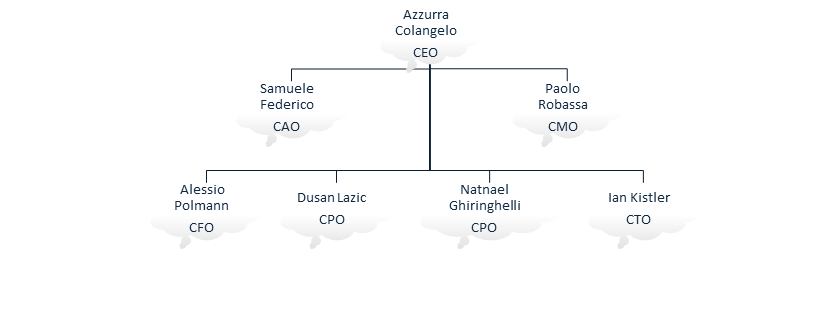 Azzurra
Colangelo
CEO
Samuele
Federico
CAO
Paolo
Robassa
CMO
Alessio
Polmann
CFO
Dusan Lazic
CPO
Natnael
Ghiringhelli
CPO
Ian Kistler
CTO